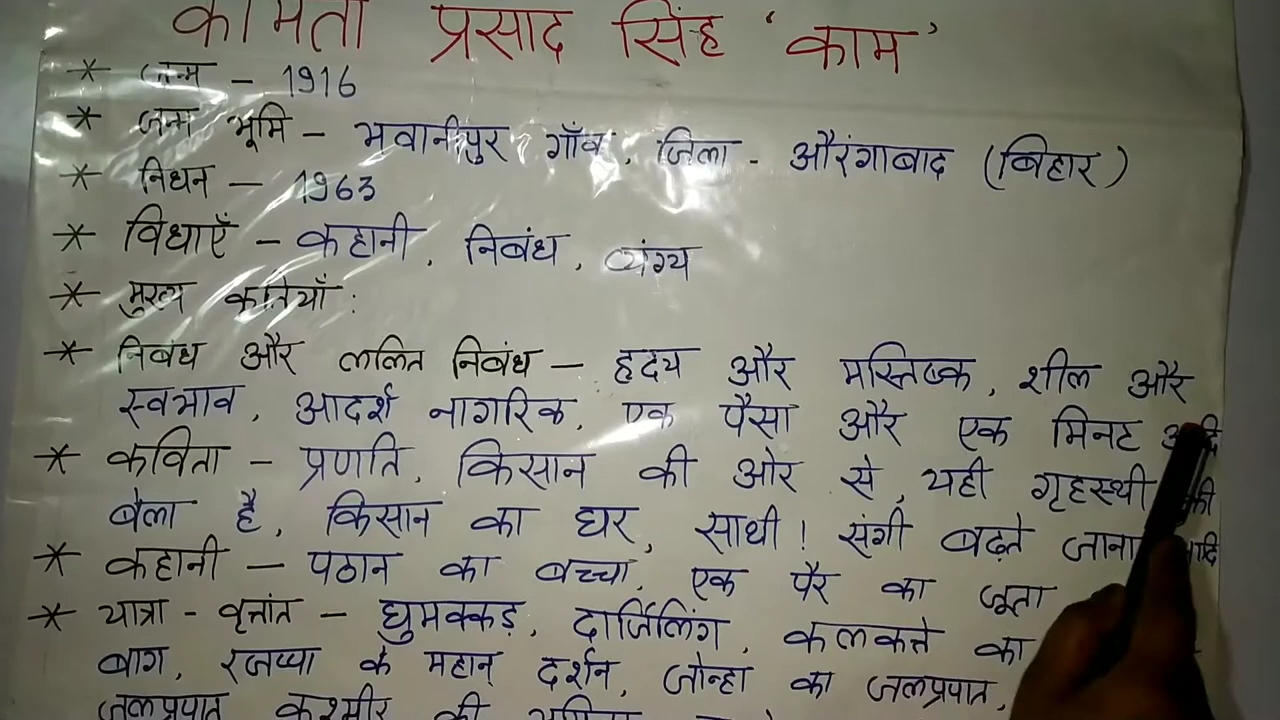 कामता प्रसाद सिंह ‘काम’
* जन्म - 1916
* जन्म भूमि - भवानीपुर गाँव, जिला - औरंगाबाद (बिहार)
* निधन - 1963
* विधाएँ - कहानी, निबंध, व्यंग्य
* मुख्य कृतियाँ :
* निबंध और ललित निबंध - हृदय और मस्तिष्क, शील और
स्वभाव, आदर्श नागरिक, एक पैसा और एक मिनट आदि
* कविता - प्रणति, किसान की ओर से, यही गृहस्थी की
बेला है, किसान का घर, साथी ! संगी बढ़ते जाना आदि
* कहानी - पठान का बच्चा, एक पैर का जूता
* यात्रा - वृत्तांत - घुमक्कड़, दार्जिलिंग, कलकत्ते का
बाग, रजप्पा के महान् दर्शन, जोन्हा का जलप्रपात,
जलप्रपात कश्मीर की